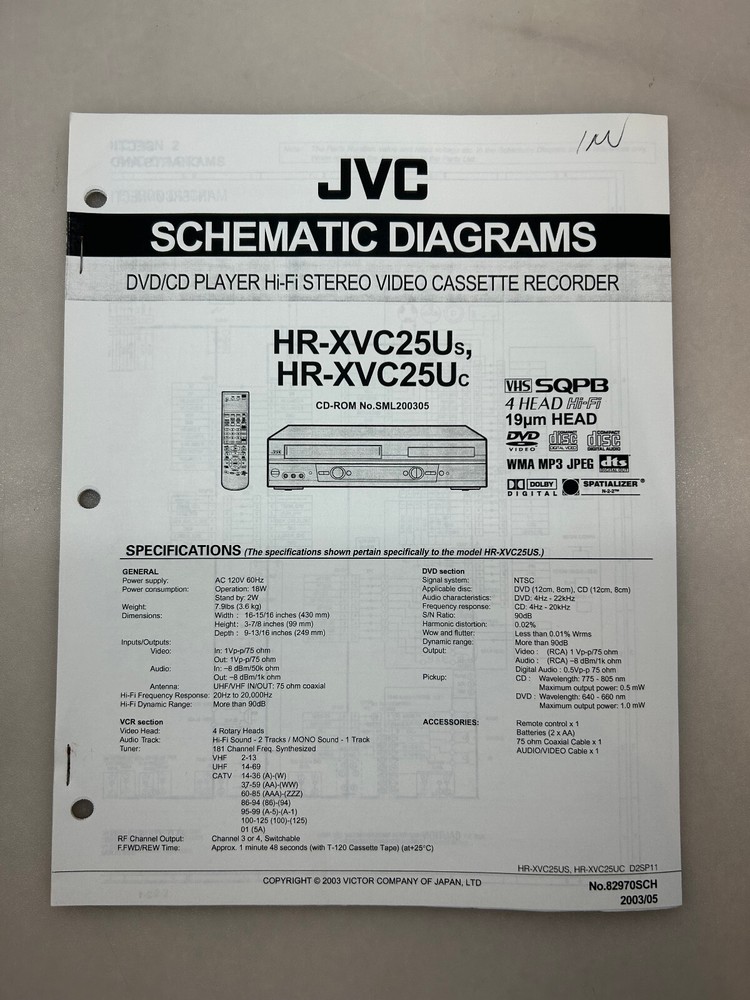 JVC
SCHEMATIC DIAGRAMS
DVD/CD PLAYER Hi-Fi STEREO VIDEO CASSETTE RECORDER
HR-XVC25US,
HR-XVC25UC
CD-ROM No.SML200305
VHS SQPB
4 HEAD Hi-Fi
19µm HEAD
DVD VIDEO COMPACT disc DIGITAL VIDEO COMPACT disc DIGITAL AUDIO
WMA MP3 JPEG dts DIGITAL OUT
DOLBY DIGITAL SPATIALIZER® N-2-2™
JVC
SPECIFICATIONS (The specifications shown pertain specifically to the model HR-XVC25US.)
GENERAL
Power supply: AC 120V 60Hz
Power consumption: Operation: 18W
Stand by: 2W
Weight: 7.9lbs (3.6 kg)
Dimensions: Width : 16-15/16 inches (430 mm)
Height: 3-7/8 inches (99 mm)
Depth : 9-13/16 inches (249 mm)
Inputs/Outputs:
Video: In: 1Vp-p/75 ohm
Out: 1Vp-p/75 ohm
Audio: In: –8 dBm/50k ohm
Out: –8 dBm/1k ohm
Antenna: UHF/VHF IN/OUT: 75 ohm coaxial
Hi-Fi Frequency Response: 20Hz to 20,000Hz
Hi-Fi Dynamic Range: More than 90dB
VCR section
Video Head: 4 Rotary Heads
Audio Track: Hi-Fi Sound - 2 Tracks / MONO Sound - 1 Track
Tuner: 181 Channel Freq. Synthesized
VHF 2-13
UHF 14-69
CATV 14-36 (A)-(W)
37-59 (AA)-(WW)
60-85 (AAA)-(ZZZ)
86-94 (86)-(94)
95-99 (A-5)-(A-1)
100-125 (100)-(125)
01 (5A)
RF Channel Output: Channel 3 or 4, Switchable
F.FWD/REW Time: Approx. 1 minute 48 seconds (with T-120 Cassette Tape) (at+25°C)
DVD section
Signal system: NTSC
Applicable disc: DVD (12cm, 8cm), CD (12cm, 8cm)
Audio characteristics: DVD: 4Hz - 22kHz
Frequency response: CD: 4Hz - 20kHz
S/N Ratio: 90dB
Harmonic distortion: 0.02%
Wow and flutter: Less than 0.01% Wrms
Dynamic range: More than 90dB
Output: Video : (RCA) 1 Vp-p/75 ohm
Audio : (RCA) –8 dBm/1k ohm
Digital Audio : 0.5Vp-p 75 ohm
Pickup: CD : Wavelength: 775 - 805 nm
Maximum output power: 0.5 mW
DVD : Wavelength: 640 - 660 nm
Maximum output power: 1.0 mW
ACCESSORIES: Remote control x 1
Batteries (2 x AA)
75 ohm Coaxial Cable x 1
AUDIO/VIDEO Cable x 1
HR-XVC25US, HR-XVC25UC D2SP11
COPYRIGHT © 2003 VICTOR COMPANY OF JAPAN, LTD
No.82970SCH
2003/05